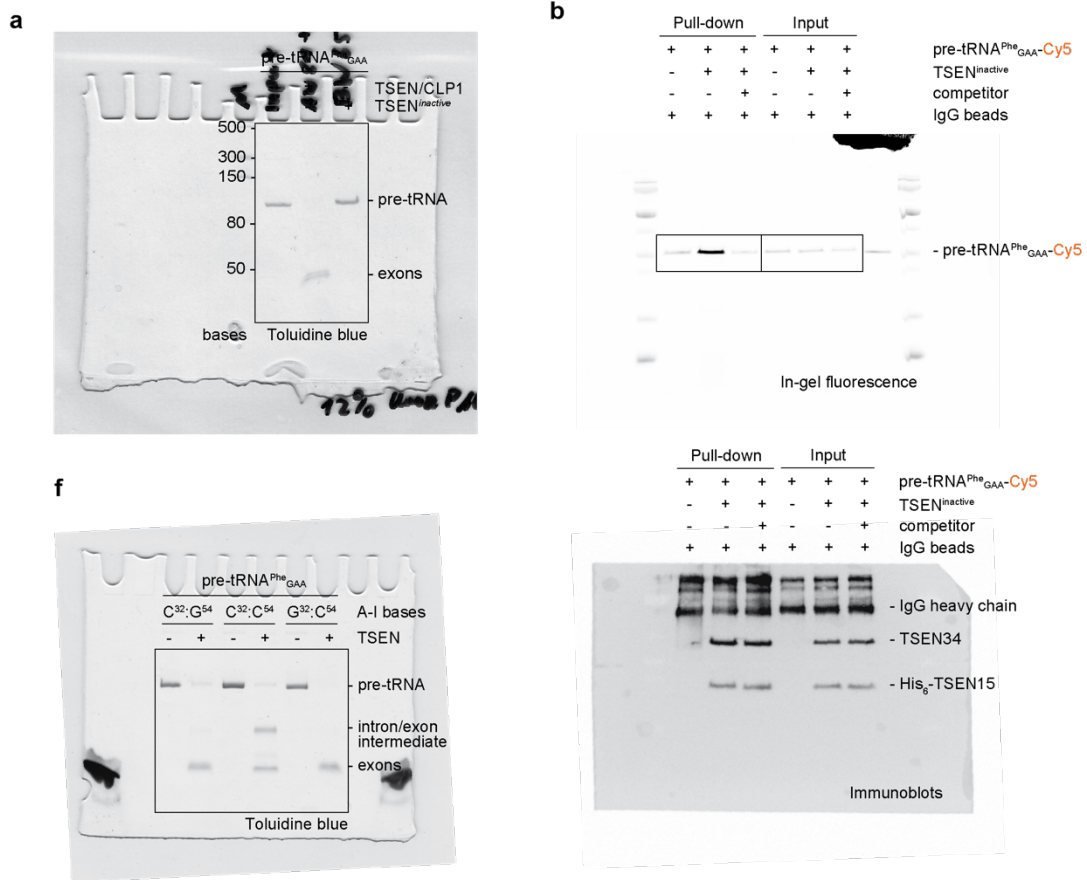 a
pre-tRNAPheGAA
TSEN/CLP1
TSENinactive
+
500
300
150
80
50
pre-tRNA
exons
bases
Toluidine blue
12%
b
Pull-down Input
+ + + + + + pre-tRNAPheGAA-Cy5
- + + - + + TSENinactive
- - + - - + competitor
+ + + + + + IgG beads
- pre-tRNAPheGAA-Cy5
In-gel fluorescence
Pull-down Input
+ + + + + + pre-tRNAPheGAA-Cy5
- + + - + + TSENinactive
- - + - - + competitor
+ + + + + + IgG beads
- IgG heavy chain
- TSEN34
- His6-TSEN15
Immunoblots
f
pre-tRNAPheGAA
C32:G54 C32:C54 G32:C54 A-I bases
- + - + - + TSEN
pre-tRNA
intron/exon
intermediate
exons
Toluidine blue